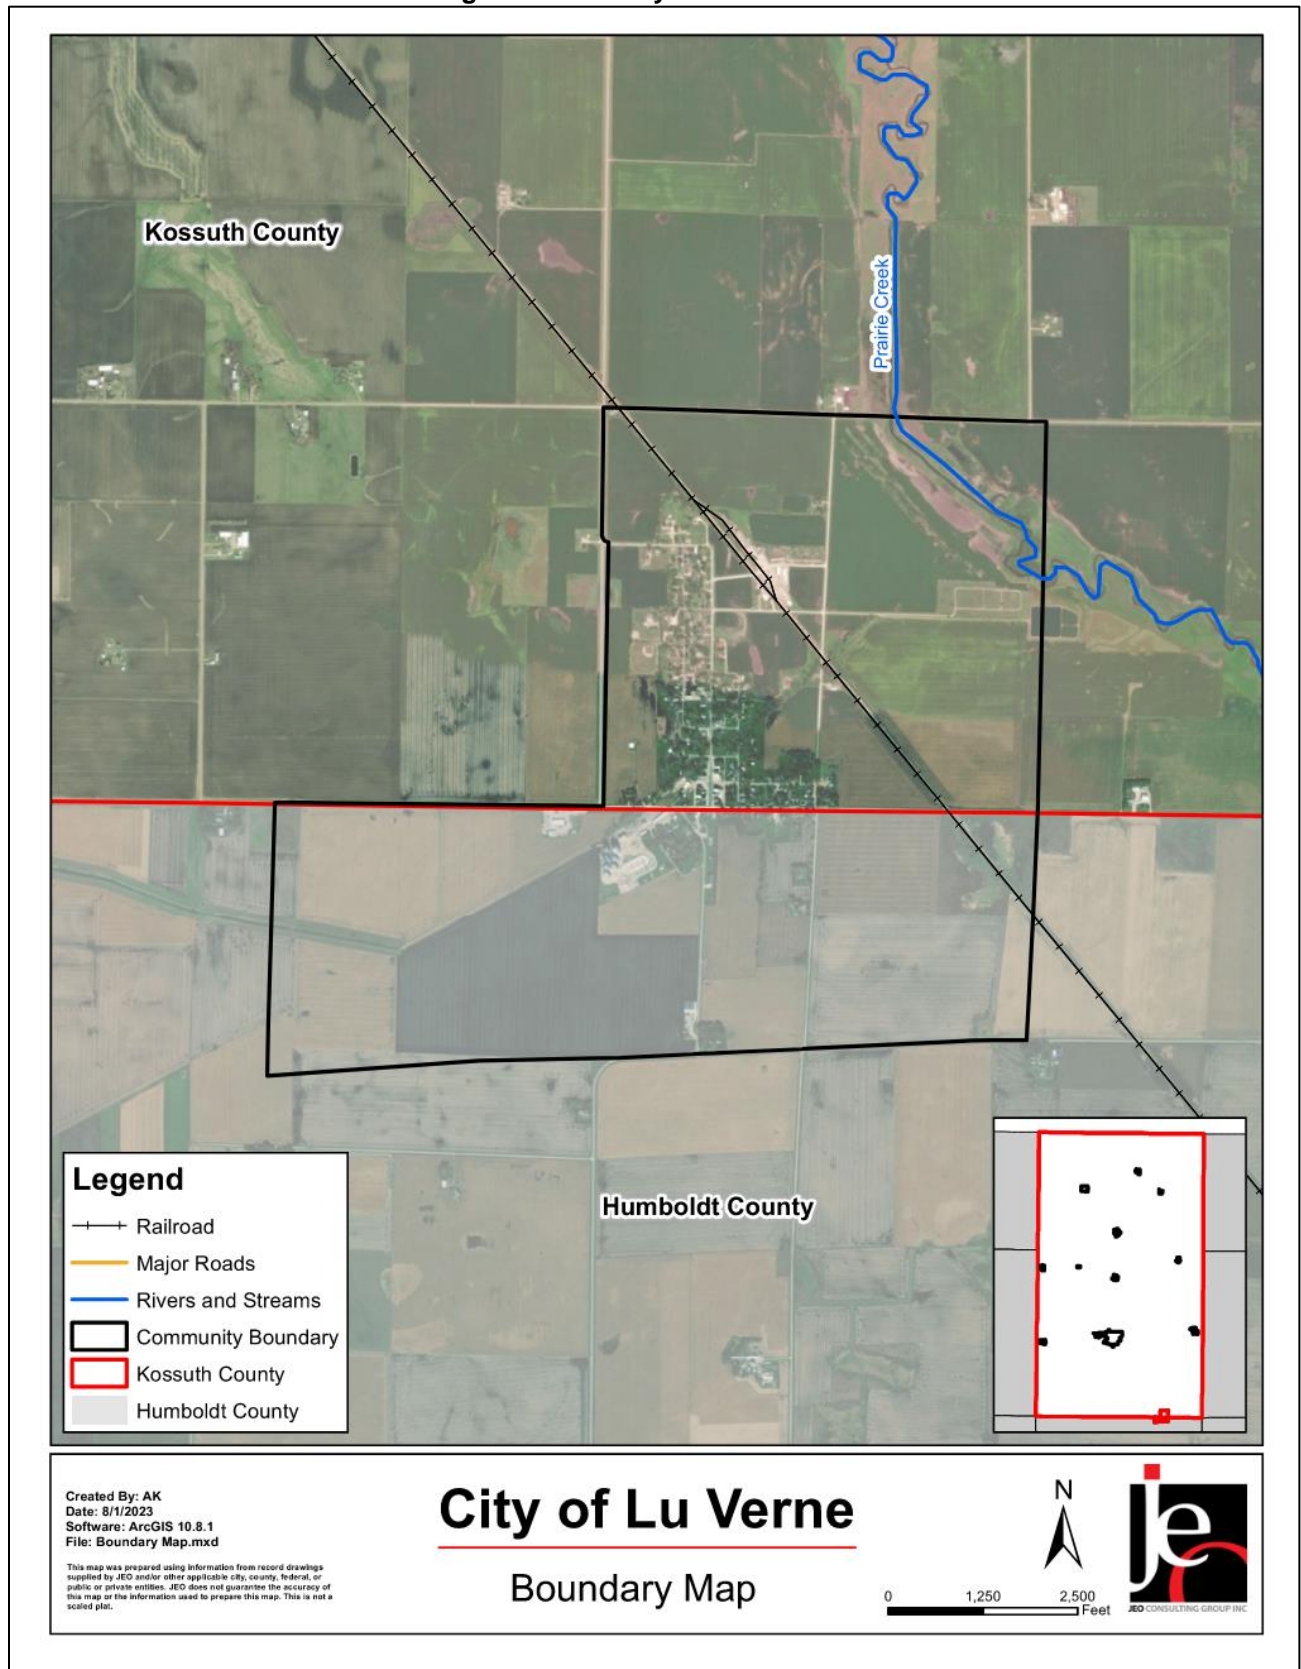 Kossuth County
Prairie Creek
Humboldt County
Legend
Railroad
Major Roads
Rivers and Streams
Community Boundary
Kossuth County
Humboldt County
Created By: AK
Date: 8/1/2023
Software: ArcGIS 10.8.1
File: Boundary Map.mxd
This map was prepared using information from record drawings
supplied by JEO and/or other applicable city, county, federal, or
public or private entities. JEO does not guarantee the accuracy of
this map or the information used to prepare this map. This is not a
scaled plat.
City of Lu Verne
Boundary Map
N
0 1,250 2,500
Feet
jeo
JEO CONSULTING GROUP INC